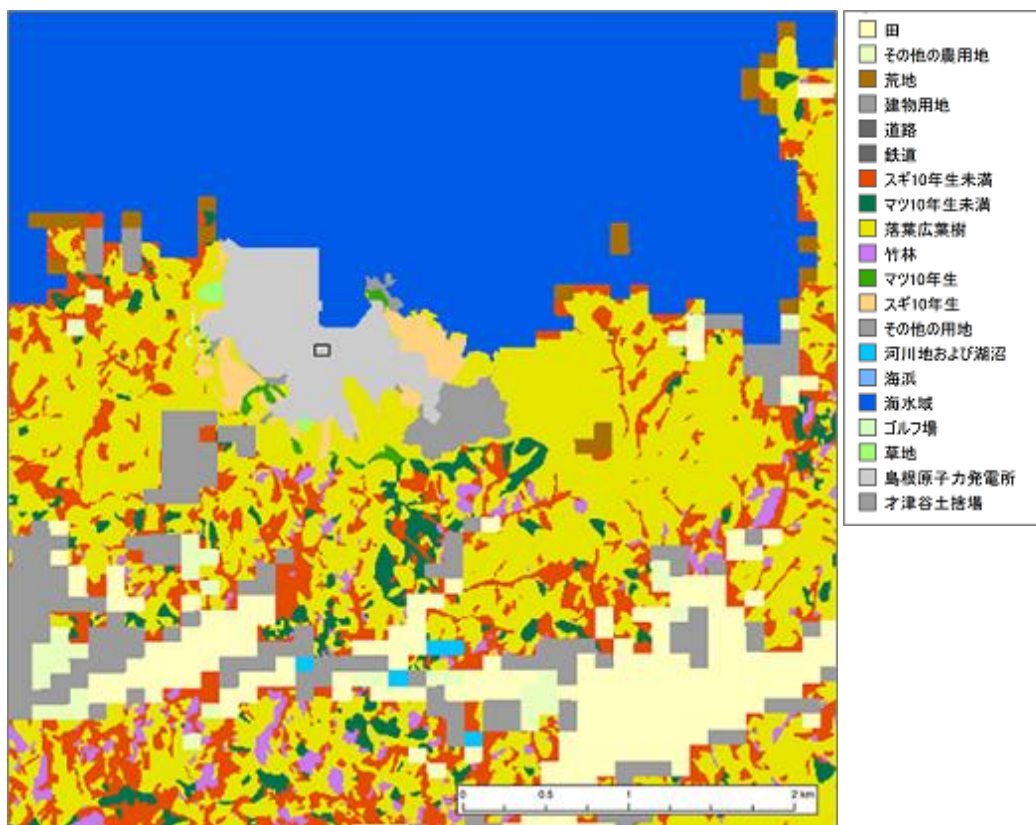 田
その他の農用地
荒地
建物用地
道路
鉄道
スギ10年生未満
マツ10年生未満
落葉広葉樹
竹林
マツ10年生
スギ10年生
その他の用地
河川地および湖沼
海浜
海水域
ゴルフ場
草地
島根原子力発電所
才津谷土捨場
0 0.5 1 2 km